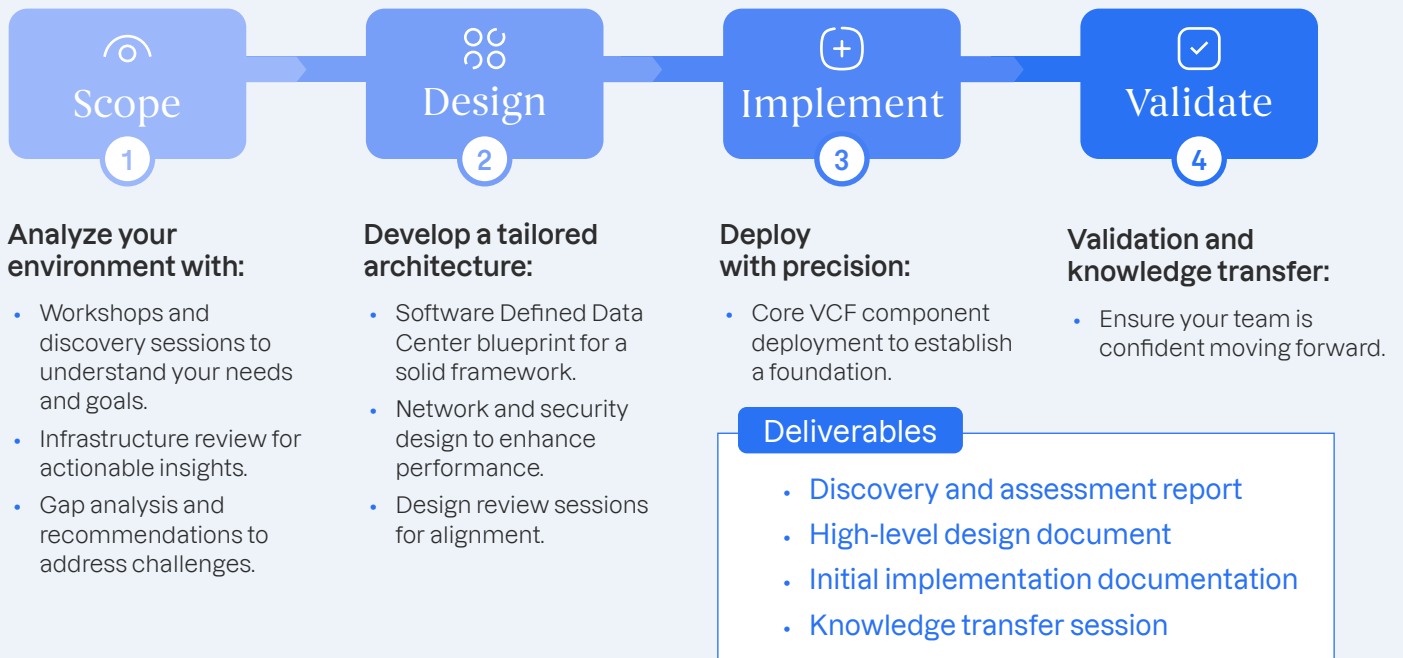 Scope
1
Design
2
Implement
3
Validate
4
Analyze your
environment with:
• Workshops and
discovery sessions to
understand your needs
and goals.
• Infrastructure review for
actionable insights.
• Gap analysis and
recommendations to
address challenges.
Develop a tailored
architecture:
• Software Defined Data
Center blueprint for a
solid framework.
• Network and security
design to enhance
performance.
• Design review sessions
for alignment.
Deploy
with precision:
• Core VCF component
deployment to establish
a foundation.
Validation and
knowledge transfer:
• Ensure your team is
confident moving forward.
Deliverables
• Discovery and assessment report
• High-level design document
• Initial implementation documentation
• Knowledge transfer session